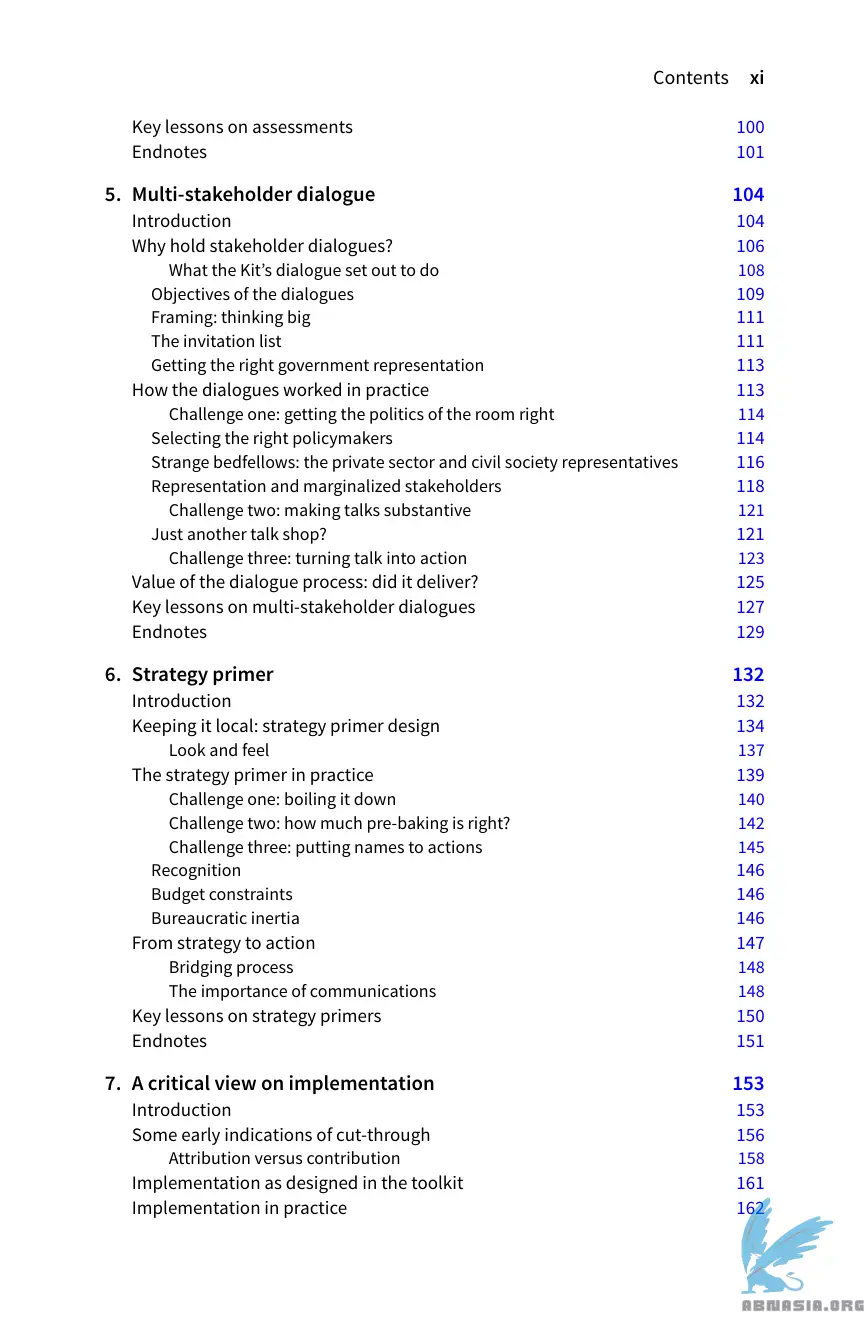 Contents xi
Key lessons on assessments 100
Endnotes 101
5. Multi-stakeholder dialogue 104
Introduction 104
Why hold stakeholder dialogues? 106
What the Kit’s dialogue set out to do 108
Objectives of the dialogues 109
Framing: thinking big 111
The invitation list 111
Getting the right government representation 113
How the dialogues worked in practice 113
Challenge one: getting the politics of the room right 114
Selecting the right policymakers 114
Strange bedfellows: the private sector and civil society representatives 116
Representation and marginalized stakeholders 118
Challenge two: making talks substantive 121
Just another talk shop? 121
Challenge three: turning talk into action 123
Value of the dialogue process: did it deliver? 125
Key lessons on multi-stakeholder dialogues 127
Endnotes 129
6. Strategy primer 132
Introduction 132
Keeping it local: strategy primer design 134
Look and feel 137
The strategy primer in practice 139
Challenge one: boiling it down 140
Challenge two: how much pre-baking is right? 142
Challenge three: putting names to actions 145
Recognition 146
Budget constraints 146
Bureaucratic inertia 146
From strategy to action 147
Bridging process 148
The importance of communications 148
Key lessons on strategy primers 150
Endnotes 151
7. A critical view on implementation 153
Introduction 153
Some early indications of cut-through 156
Attribution versus contribution 158
Implementation as designed in the toolkit 161
Implementation in practice 162
ABNASIA.ORG